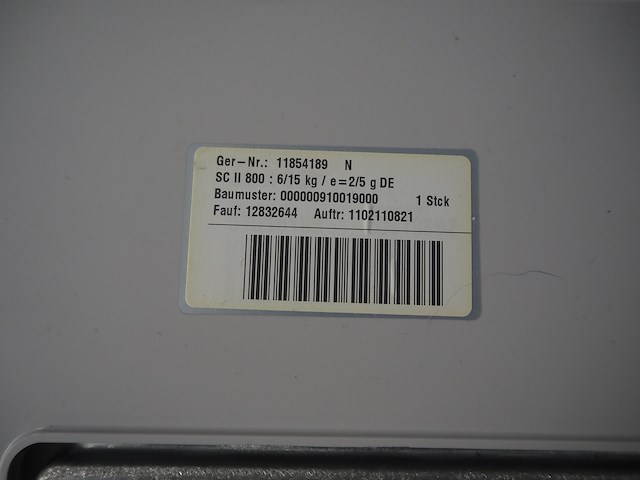 Ger-Nr.: 11854189 N
SC II 800 : 6/15 kg / e=2/5 g DE
Baumuster: 000000910019000 1 Stck
Fauf: 12832644 Auftr: 1102110821